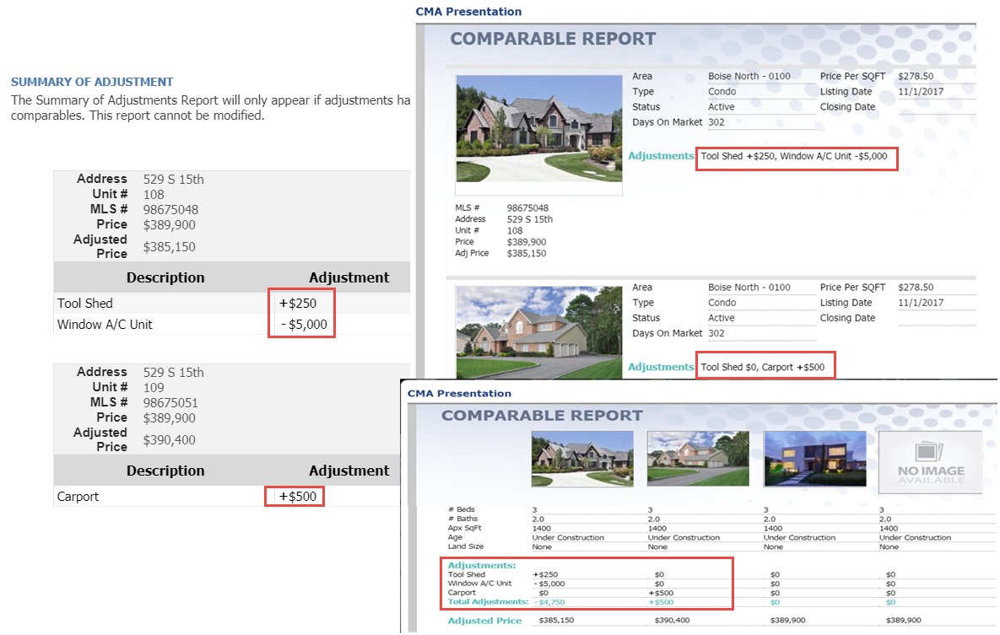 SUMMARY OF ADJUSTMENT
The Summary of Adjustments Report will only appear if adjustments ha
comparables. This report cannot be modified.
Address 529 S 15th
Unit # 108
MLS # 98675048
Price $389,900
Adjusted Price $385,150
Description Adjustment
Tool Shed +$250
Window A/C Unit -$5,000
Address 529 S 15th
Unit # 109
MLS # 98675051
Price $389,900
Adjusted Price $390,400
Description Adjustment
Carport +$500
CMA Presentation
COMPARABLE REPORT
Area Boise North - 0100 Price Per SQFT $278.50
Type Condo Listing Date 11/1/2017
Status Active Closing Date
Days On Market 302
Adjustments Tool Shed +$250, Window A/C Unit -$5,000
MLS # 98675048
Address 529 S 15th
Unit # 108
Price $389,900
Adj Price $385,150
Area Boise North - 0100 Price Per SQFT $278.50
Type Condo Listing Date 11/1/2017
Status Active Closing Date
Days On Market 302
Adjustments Tool Shed $0, Carport +$500
CMA Presentation
COMPARABLE REPORT
NO IMAGE
AVAILABLE
# Beds 3 3 3 3
# Baths 2.0 2.0 2.0 2.0
Apx SqFt 1400 1400 1400 1400
Age Under Construction Under Construction Under Construction Under Construction
Land Size None None None None
Adjustments:
Tool Shed +$250 $0 $0 $0
Window A/C Unit -$5,000 $0 $0 $0
Carport $0 +$500 $0 $0
Total Adjustments: -$4,750 +$500 $0 $0
Adjusted Price $385,150 $390,400 $389,900 $389,900